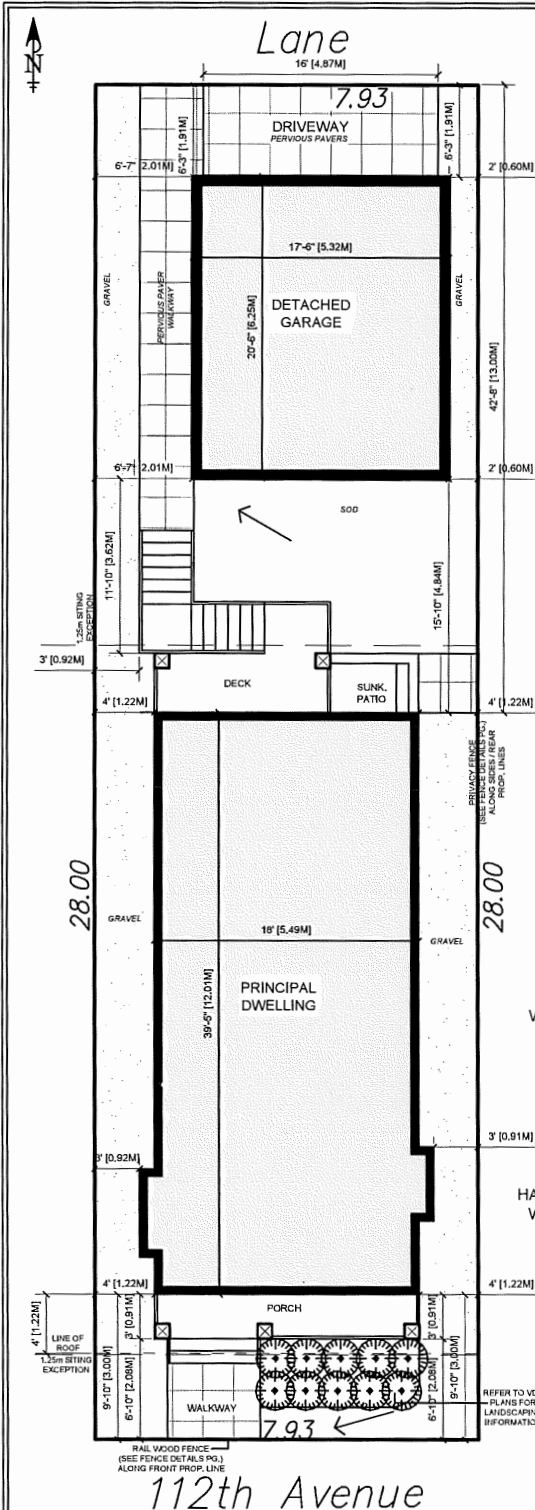 N
Lane
16' [4.87M]
7.93
DRIVEWAY
PERVIOUS PAVERS
6'-3" [1.91M]
6'-3" [1.91M]
6'-7" [2.01M]
2' [0.60M]
GRAVEL
PERVIOUS PAVER
WALKWAY
17'-6" [5.32M]
20'-6" [6.25M]
DETACHED
GARAGE
GRAVEL
42'-8" [13.00M]
6'-7" [2.01M]
2' [0.60M]
SOD
11'-10" [3.62M]
15'-10" [4.84M]
1.25m SITING
EXCEPTION
3' [0.92M]
DECK
SUNK.
PATIO
4' [1.22M]
4' [1.22M]
PRIVACY FENCE
(SEE FENCE DETAILS PG.)
ALONG SIDES / REAR
PROP. LINES
28.00
28.00
GRAVEL
18' [5.49M]
GRAVEL
39'-5" [12.01M]
PRINCIPAL
DWELLING
V
3' [0.91M]
3' [0.92M]
HA
V
4' [1.22M]
4' [1.22M]
PORCH
4' [1.22M]
3' [0.91M]
3' [0.91M]
LINE OF
ROOF
1.25m SITING
EXCEPTION
9'-10" [3.00M]
6'-10" [2.08M]
6'-10" [2.08M]
9'-10" [3.00M]
WALKWAY
7.93
REFER TO
PLANS FOR
LANDSCAPIN
INFORMATIO
RAIL WOOD FENCE
(SEE FENCE DETAILS PG.)
ALONG FRONT PROP. LINE
112th Avenue